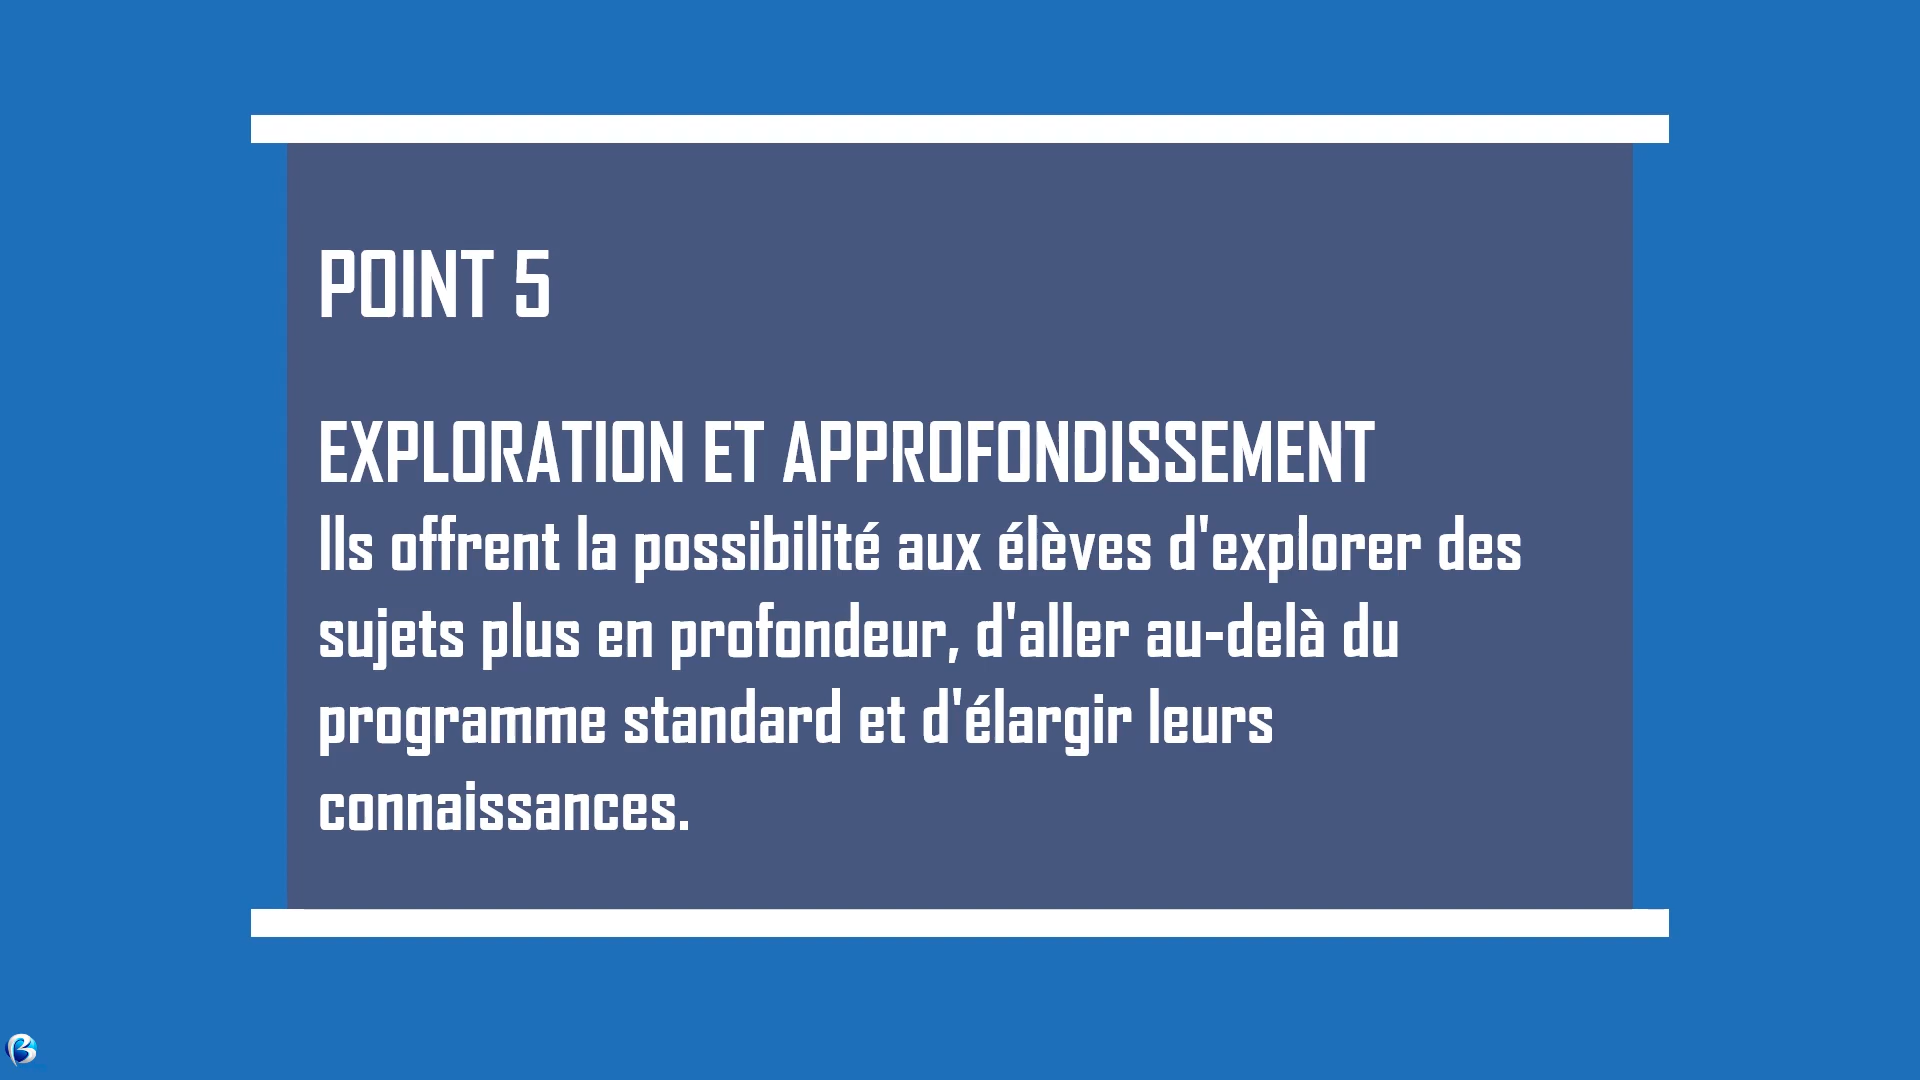 POINT 5
EXPLORATION ET APPROFONDISSEMENT
Ils offrent la possibilité aux élèves d'explorer des
sujets plus en profondeur, d'aller au-delà du
programme standard et d'élargir leurs
connaissances.